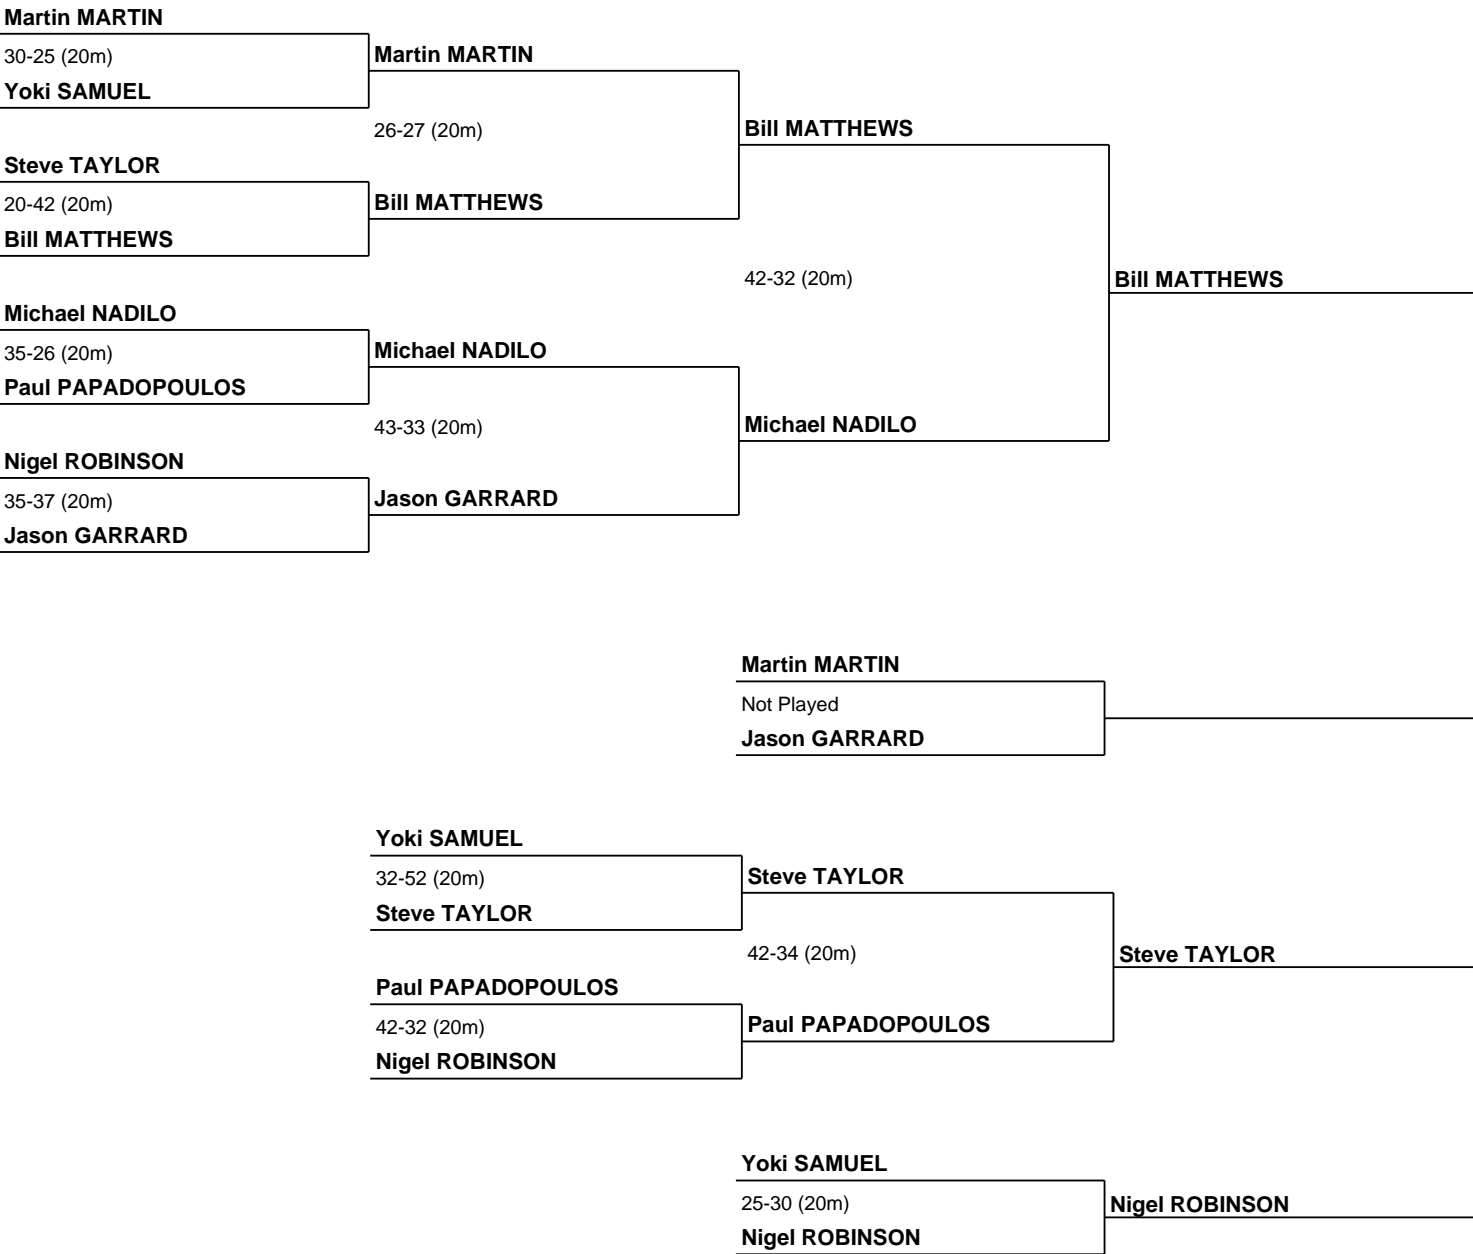 Martin MARTIN
30-25 (20m)
Martin MARTIN
Yoki SAMUEL
26-27 (20m)
Bill MATTHEWS
Steve TAYLOR
20-42 (20m)
Bill MATTHEWS
Bill MATTHEWS
42-32 (20m)
Bill MATTHEWS
Michael NADILO
35-26 (20m)
Michael NADILO
Paul PAPADOPOULOS
43-33 (20m)
Michael NADILO
Nigel ROBINSON
35-37 (20m)
Jason GARRARD
Jason GARRARD
Martin MARTIN
Not Played
Jason GARRARD
Yoki SAMUEL
32-52 (20m)
Steve TAYLOR
Steve TAYLOR
42-34 (20m)
Steve TAYLOR
Paul PAPADOPOULOS
42-32 (20m)
Paul PAPADOPOULOS
Nigel ROBINSON
Yoki SAMUEL
25-30 (20m)
Nigel ROBINSON
Nigel ROBINSON